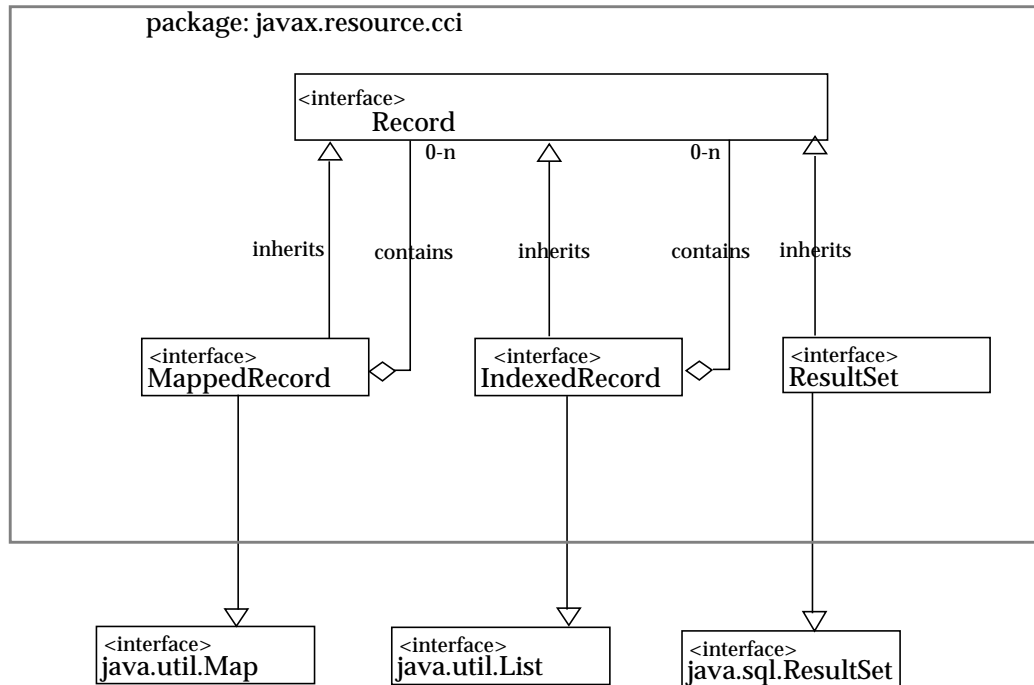 package: javax.resource.cci
<interface>
Record
0-n
0-n
inherits
contains
inherits
contains
inherits
<interface>
MappedRecord
<interface>
IndexedRecord
<interface>
ResultSet
<interface>
java.util.Map
<interface>
java.util.List
<interface>
java.sql.ResultSet